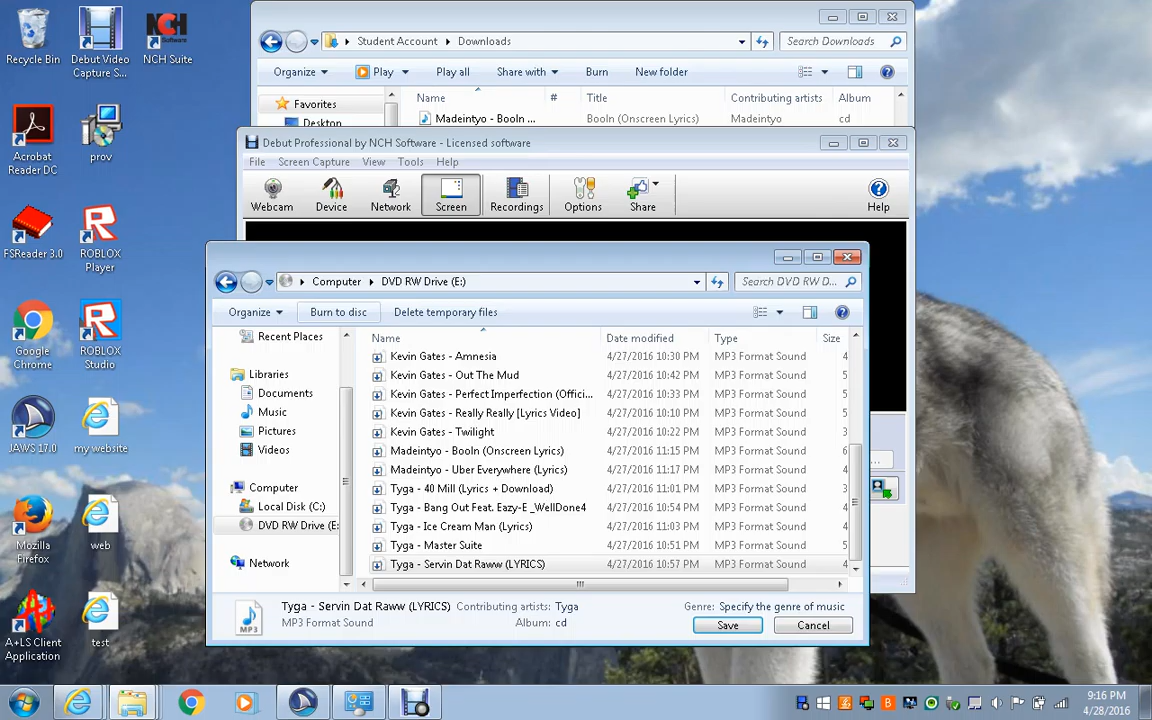 Recycle Bin
Debut Video Capture S...
NCH Suite
Acrobat Reader DC
prov
FSReader 3.0
ROBLOX Player
Google Chrome
ROBLOX Studio
JAWS 17.0
my website
Mozilla Firefox
web
A+LS Client Application
test
Student Account Downloads
Search Downloads
Organize Play Play all Share with Burn New folder
Favorites
Desktop
Name # Title Contributing artists Album
Madeintyo - Booln ... Booln (Onscreen Lyrics) Madeintyo cd
Debut Professional by NCH Software - Licensed software
File Screen Capture View Tools Help
Webcam Device Network Screen Recordings Options Share Help
Computer DVD RW Drive (E:)
Search DVD RW D...
Organize Burn to disc Delete temporary files
Recent Places
Libraries
Documents
Music
Pictures
Videos
Computer
Local Disk (C:)
DVD RW Drive (E:
Network
Name Date modified Type Size
Kevin Gates - Amnesia 4/27/2016 10:30 PM MP3 Format Sound 4
Kevin Gates - Out The Mud 4/27/2016 10:42 PM MP3 Format Sound 5
Kevin Gates - Perfect Imperfection (Offici... 4/27/2016 10:33 PM MP3 Format Sound 5
Kevin Gates - Really Really [Lyrics Video] 4/27/2016 10:10 PM MP3 Format Sound 5
Kevin Gates - Twilight 4/27/2016 10:22 PM MP3 Format Sound 3
Madeintyo - Booln (Onscreen Lyrics) 4/27/2016 11:15 PM MP3 Format Sound 6
Madeintyo - Uber Everywhere (Lyrics) 4/27/2016 11:17 PM MP3 Format Sound 4
Tyga - 40 Mill (Lyrics + Download) 4/27/2016 11:01 PM MP3 Format Sound 3
Tyga - Bang Out Feat. Eazy-E _WellDone4 4/27/2016 10:54 PM MP3 Format Sound 4
Tyga - Ice Cream Man (Lyrics) 4/27/2016 11:03 PM MP3 Format Sound 4
Tyga - Master Suite 4/27/2016 10:51 PM MP3 Format Sound 5
Tyga - Servin Dat Raww (LYRICS) 4/27/2016 10:57 PM MP3 Format Sound 4
Tyga - Servin Dat Raww (LYRICS) Contributing artists: Tyga Genre: Specify the genre of music
MP3 Format Sound Album: cd
MP3
Save Cancel
9:16 PM
4/28/2016